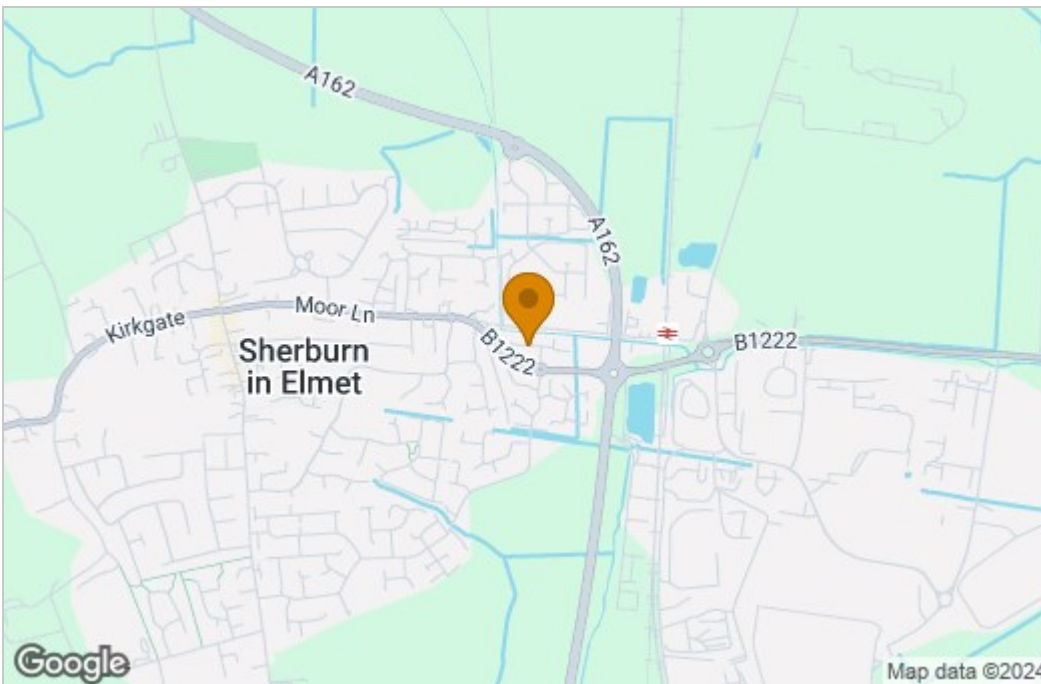 A162
A162
Moor Ln
Kirkgate
B1222
B1222
Sherburn
in Elmet
Google
Map data ©2024